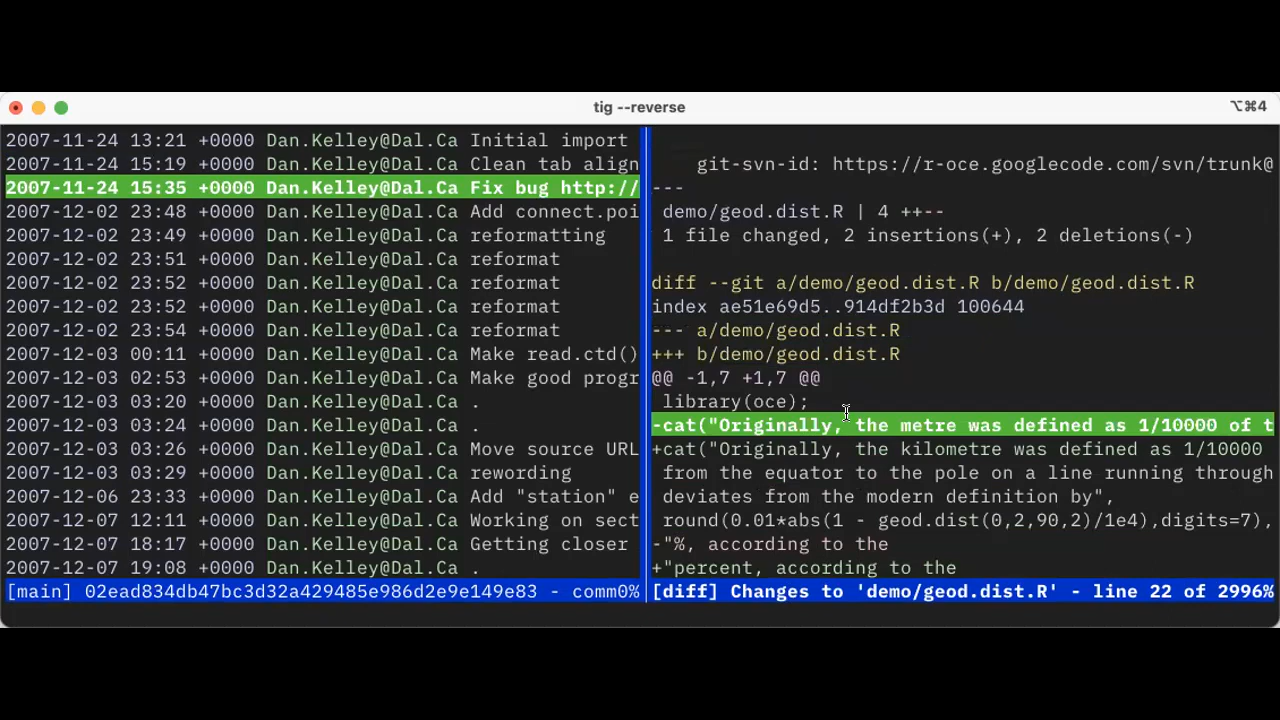 tig --reverse
⌥⌘4
2007-11-24 13:21 +0000 Dan.Kelley@Dal.Ca Initial import
2007-11-24 15:19 +0000 Dan.Kelley@Dal.Ca Clean tab align
2007-11-24 15:35 +0000 Dan.Kelley@Dal.Ca Fix bug http://
2007-12-02 23:48 +0000 Dan.Kelley@Dal.Ca Add connect.poi
2007-12-02 23:49 +0000 Dan.Kelley@Dal.Ca reformatting
2007-12-02 23:51 +0000 Dan.Kelley@Dal.Ca reformat
2007-12-02 23:52 +0000 Dan.Kelley@Dal.Ca reformat
2007-12-02 23:52 +0000 Dan.Kelley@Dal.Ca reformat
2007-12-02 23:54 +0000 Dan.Kelley@Dal.Ca reformat
2007-12-03 00:11 +0000 Dan.Kelley@Dal.Ca Make read.ctd()
2007-12-03 02:53 +0000 Dan.Kelley@Dal.Ca Make good progr
2007-12-03 03:20 +0000 Dan.Kelley@Dal.Ca .
2007-12-03 03:24 +0000 Dan.Kelley@Dal.Ca .
2007-12-03 03:26 +0000 Dan.Kelley@Dal.Ca Move source URL
2007-12-03 03:29 +0000 Dan.Kelley@Dal.Ca rewording
2007-12-06 23:33 +0000 Dan.Kelley@Dal.Ca Add "station" e
2007-12-07 12:11 +0000 Dan.Kelley@Dal.Ca Working on sect
2007-12-07 18:17 +0000 Dan.Kelley@Dal.Ca Getting closer
2007-12-07 19:08 +0000 Dan.Kelley@Dal.Ca .
[main] 02ead834db47bc3d32a429485e986d2e9e149e83 - comm0%
git-svn-id: https://r-oce.googlecode.com/svn/trunk@
---
demo/geod.dist.R | 4 ++--
1 file changed, 2 insertions(+), 2 deletions(-)
diff --git a/demo/geod.dist.R b/demo/geod.dist.R
index ae51e69d5..914df2b3d 100644
--- a/demo/geod.dist.R
+++ b/demo/geod.dist.R
@@ -1,7 +1,7 @@
library(oce);
-cat("Originally, the metre was defined as 1/10000 of t
+cat("Originally, the kilometre was defined as 1/10000
from the equator to the pole on a line running through
deviates from the modern definition by",
round(0.01*abs(1 - geod.dist(0,2,90,2)/1e4),digits=7),
-"%, according to the
+"percent, according to the
[diff] Changes to 'demo/geod.dist.R' - line 22 of 2996%